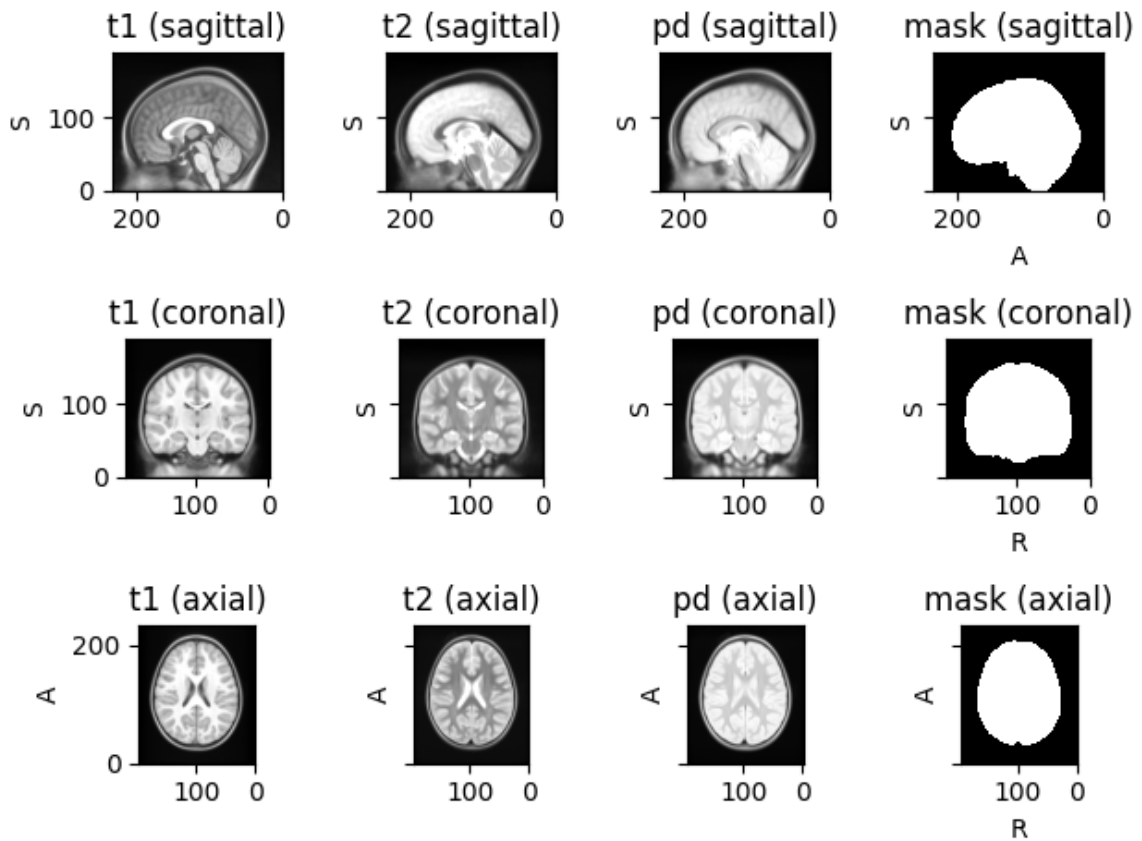 t1 (sagittal) t2 (sagittal) pd (sagittal) mask (sagittal)
S 100 S S S
0
200 0 200 0 200 0 200 0
A
t1 (coronal) t2 (coronal) pd (coronal) mask (coronal)
S 100 S S S
0
100 0 100 0 100 0 100 0
R
t1 (axial) t2 (axial) pd (axial) mask (axial)
200
A A A A
0
100 0 100 0 100 0 100 0
R